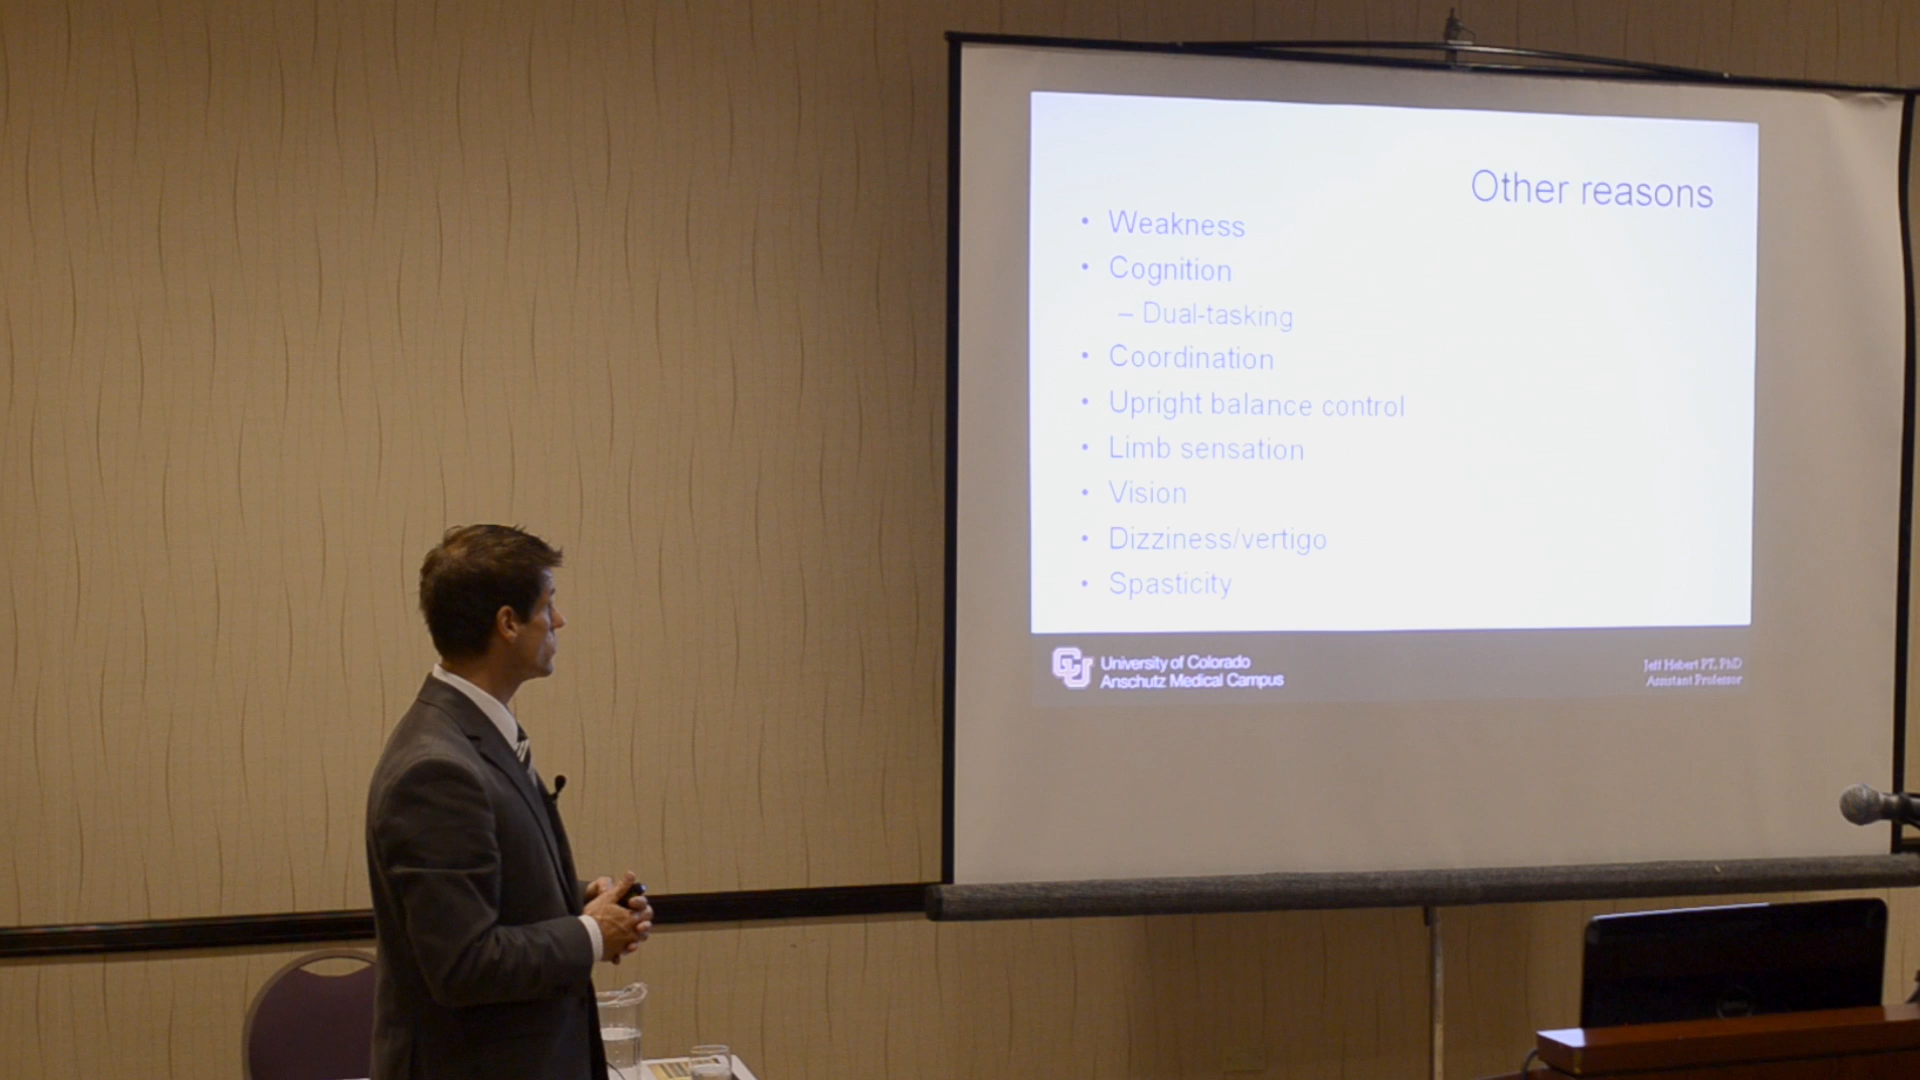 Other reasons
• Weakness
• Cognition
– Dual-tasking
• Coordination
• Upright balance control
• Limb sensation
• Vision
• Dizziness/vertigo
• Spasticity
CU
University of Colorado
Anschutz Medical Campus
Jeff Hebert PT, PhD
Assistant Professor